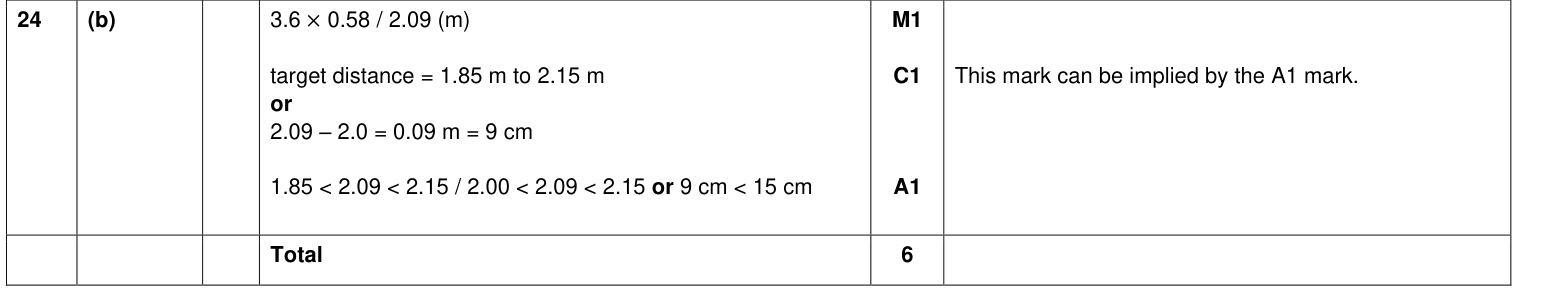 24 (b) 3.6 × 0.58 / 2.09 (m) M1
target distance = 1.85 m to 2.15 m C1 This mark can be implied by the A1 mark.
or
2.09 – 2.0 = 0.09 m = 9 cm
1.85 < 2.09 < 2.15 / 2.00 < 2.09 < 2.15 or 9 cm < 15 cm A1
Total 6